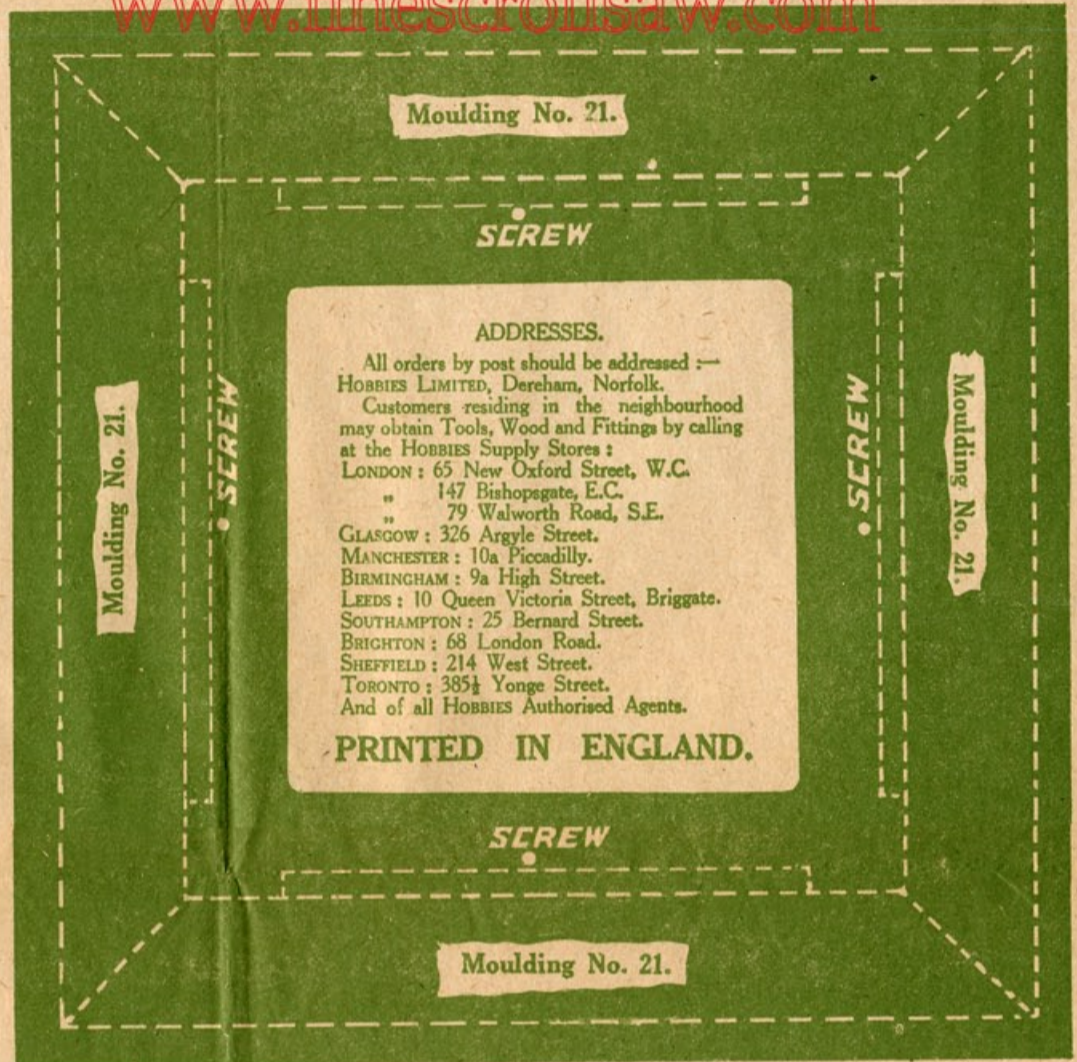 www.finescrollsaw.com
Moulding No. 21.
SCREW
Moulding No. 21.
SCREW
ADDRESSES.
All orders by post should be addressed :—
HOBBIES LIMITED, Dereham, Norfolk.
Customers residing in the neighbourhood
may obtain Tools, Wood and Fittings by calling
at the HOBBIES Supply Stores :
LONDON : 65 New Oxford Street, W.C.
„ 147 Bishopsgate, E.C.
„ 79 Walworth Road, S.E.
GLASGOW : 326 Argyle Street.
MANCHESTER : 10a Piccadilly.
BIRMINGHAM : 9a High Street.
LEEDS : 10 Queen Victoria Street, Briggate.
SOUTHAMPTON : 25 Bernard Street.
BRIGHTON : 68 London Road.
SHEFFIELD : 214 West Street.
TORONTO : 385½ Yonge Street.
And of all HOBBIES Authorised Agents.
PRINTED IN ENGLAND.
SCREW
Moulding No. 21.
SCREW
Moulding No. 21.